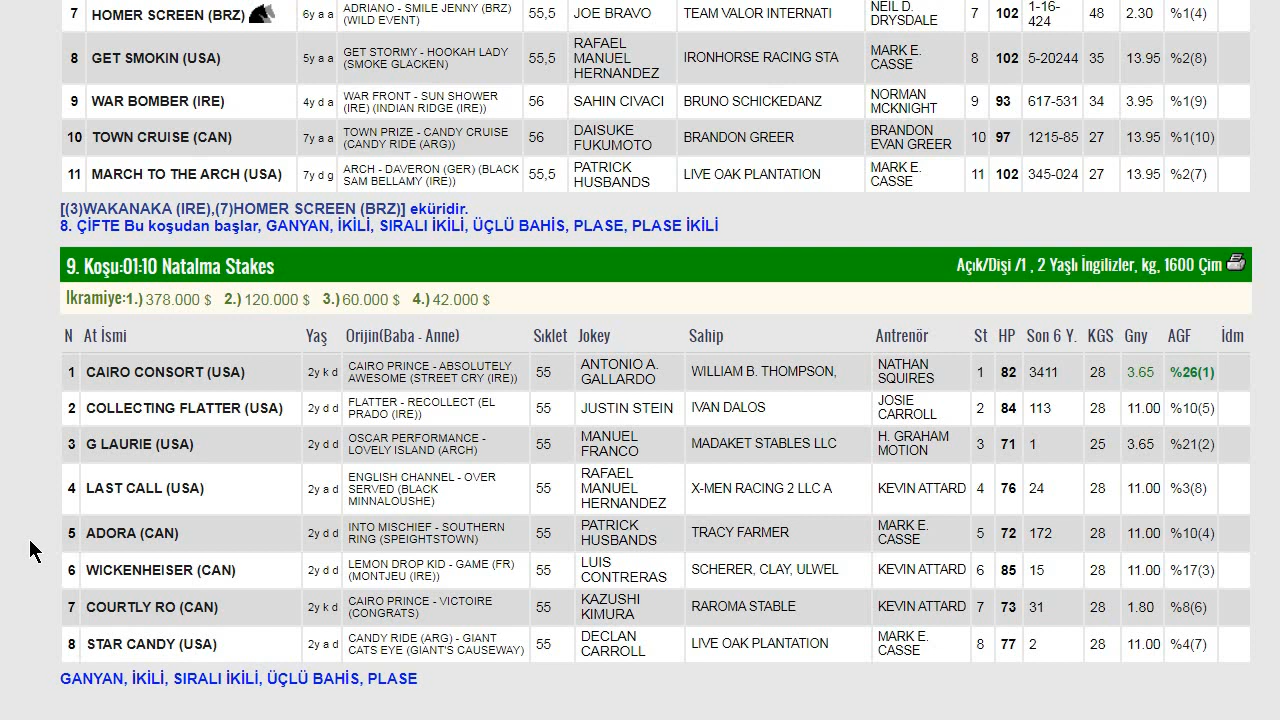 7 HOMER SCREEN (BRZ) 6y a a ADRIANO - SMILE JENNY (BRZ) (WILD EVENT) 55,5 JOE BRAVO TEAM VALOR INTERNATI NEIL D. DRYSDALE 7 102 1-16-424 48 2.30 %1(4)
8 GET SMOKIN (USA) 5y a a GET STORMY - HOOKAH LADY (SMOKE GLACKEN) 55,5 RAFAEL MANUEL HERNANDEZ IRONHORSE RACING STA MARK E. CASSE 8 102 5-20244 35 13.95 %2(8)
9 WAR BOMBER (IRE) 4y d a WAR FRONT - SUN SHOWER (IRE) (INDIAN RIDGE (IRE)) 56 SAHIN CIVACI BRUNO SCHICKEDANZ NORMAN MCKNIGHT 9 93 617-531 34 3.95 %1(9)
10 TOWN CRUISE (CAN) 7y a a TOWN PRIZE - CANDY CRUISE (CANDY RIDE (ARG)) 56 DAISUKE FUKUMOTO BRANDON GREER BRANDON EVAN GREER 10 97 1215-85 27 13.95 %1(10)
11 MARCH TO THE ARCH (USA) 7y d g ARCH - DAVERON (GER) (BLACK SAM BELLAMY (IRE)) 55,5 PATRICK HUSBANDS LIVE OAK PLANTATION MARK E. CASSE 11 102 345-024 27 13.95 %2(7)
[(3)WAKANAKA (IRE),(7)HOMER SCREEN (BRZ)] eküridir.
8. ÇİFTE Bu koşudan başlar, GANYAN, İKİLİ, SIRALI İKİLİ, ÜÇLÜ BAHİS, PLASE, PLASE İKİLİ
9. Koşu:01:10 Natalma Stakes Açık/Dişi /1 , 2 Yaşlı İngilizler, kg, 1600 Çim
Ikramiye:1.) 378.000 $ 2.) 120.000 $ 3.) 60.000 $ 4.) 42.000 $
N At İsmi Yaş Orijin(Baba - Anne) Sıklet Jokey Sahip Antrenör St HP Son 6 Y. KGS Gny AGF İdm
1 CAIRO CONSORT (USA) 2y k d CAIRO PRINCE - ABSOLUTELY AWESOME (STREET CRY (IRE)) 55 ANTONIO A. GALLARDO WILLIAM B. THOMPSON, NATHAN SQUIRES 1 82 3411 28 3.65 %26(1)
2 COLLECTING FLATTER (USA) 2y d d FLATTER - RECOLLECT (EL PRADO (IRE)) 55 JUSTIN STEIN IVAN DALOS JOSIE CARROLL 2 84 113 28 11.00 %10(5)
3 G LAURIE (USA) 2y d d OSCAR PERFORMANCE - LOVELY ISLAND (ARCH) 55 MANUEL FRANCO MADAKET STABLES LLC H. GRAHAM MOTION 3 71 1 25 3.65 %21(2)
4 LAST CALL (USA) 2y a d ENGLISH CHANNEL - OVER SERVED (BLACK MINNALOUSHE) 55 RAFAEL MANUEL HERNANDEZ X-MEN RACING 2 LLC A KEVIN ATTARD 4 76 24 28 11.00 %3(8)
5 ADORA (CAN) 2y d d INTO MISCHIEF - SOUTHERN RING (SPEIGHTSTOWN) 55 PATRICK HUSBANDS TRACY FARMER MARK E. CASSE 5 72 172 28 11.00 %10(4)
6 WICKENHEISER (CAN) 2y d d LEMON DROP KID - GAME (FR) (MONTJEU (IRE)) 55 LUIS CONTRERAS SCHERER, CLAY, ULWEL KEVIN ATTARD 6 85 15 28 11.00 %17(3)
7 COURTLY RO (CAN) 2y k d CAIRO PRINCE - VICTOIRE (CONGRATS) 55 KAZUSHI KIMURA RAROMA STABLE KEVIN ATTARD 7 73 31 28 1.80 %8(6)
8 STAR CANDY (USA) 2y a d CANDY RIDE (ARG) - GIANT CATS EYE (GIANT'S CAUSEWAY) 55 DECLAN CARROLL LIVE OAK PLANTATION MARK E. CASSE 8 77 2 28 11.00 %4(7)
GANYAN, İKİLİ, SIRALI İKİLİ, ÜÇLÜ BAHİS, PLASE